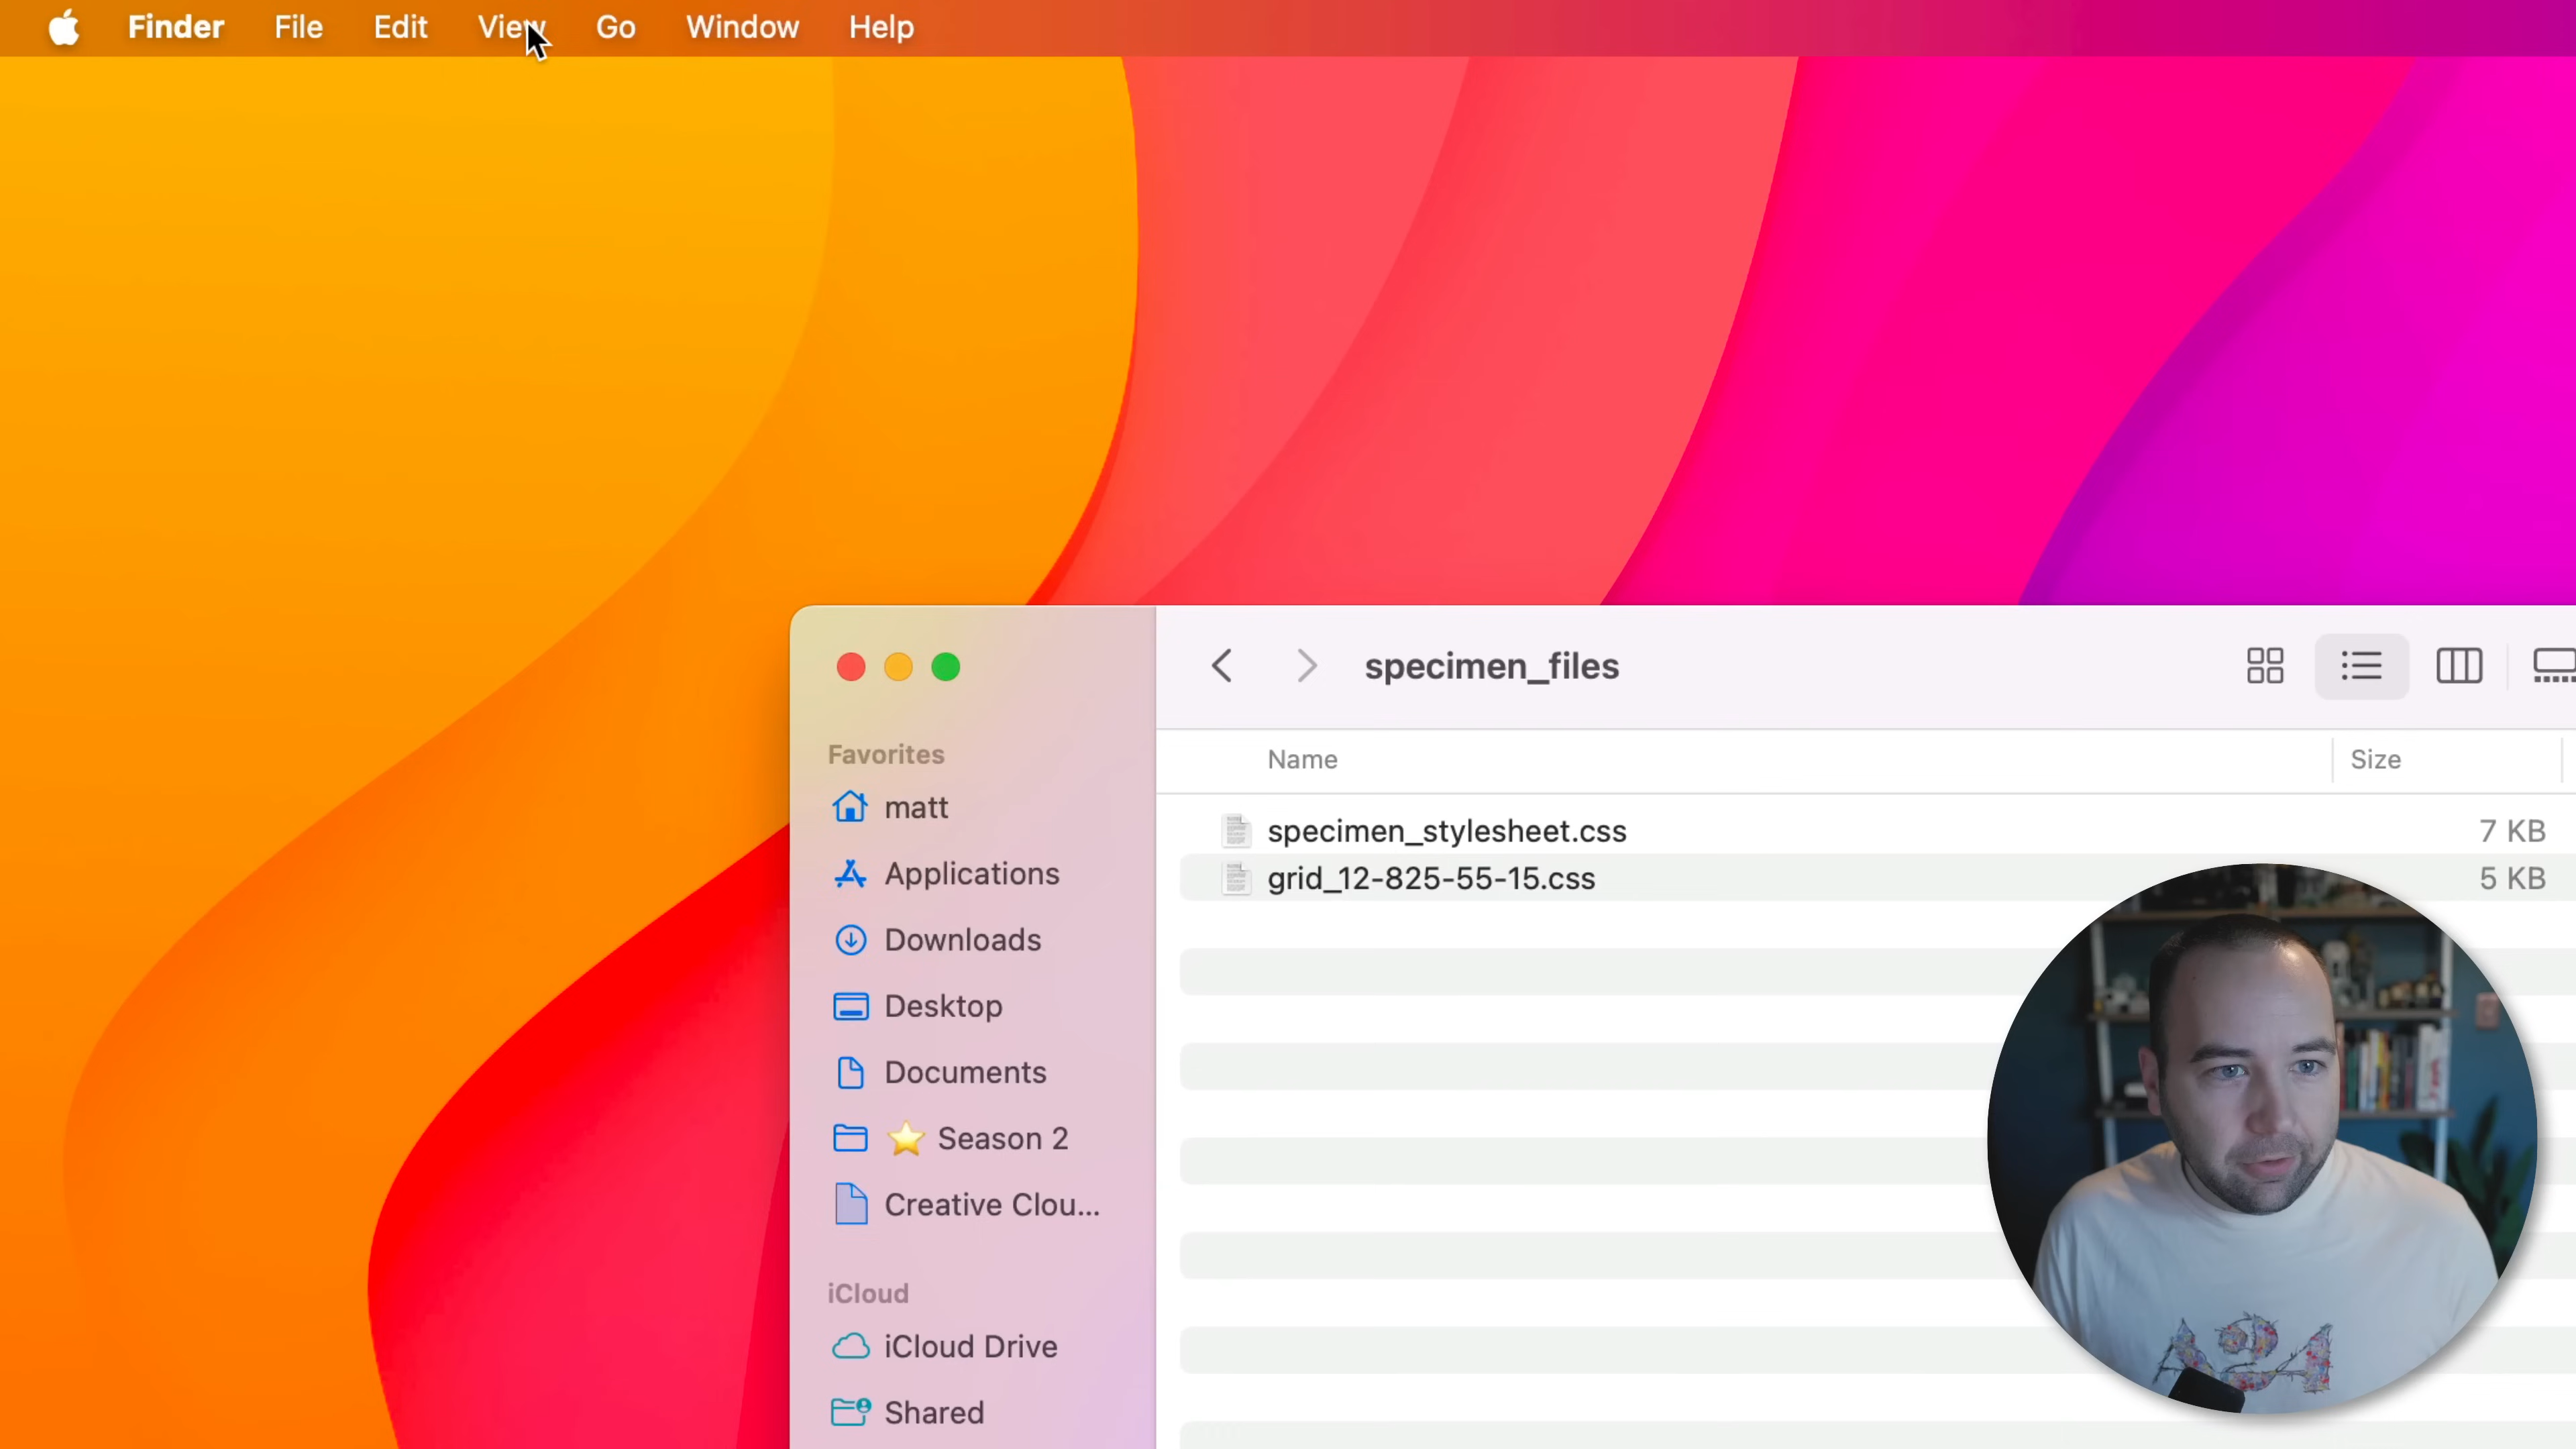 Finder File Edit View Go Window Help
specimen_files
Favorites
matt
Applications
Downloads
Desktop
Documents
⭐ Season 2
Creative Clou...
iCloud
iCloud Drive
Shared
Name Size
specimen_stylesheet.css 7 KB
grid_12-825-55-15.css 5 KB
A24